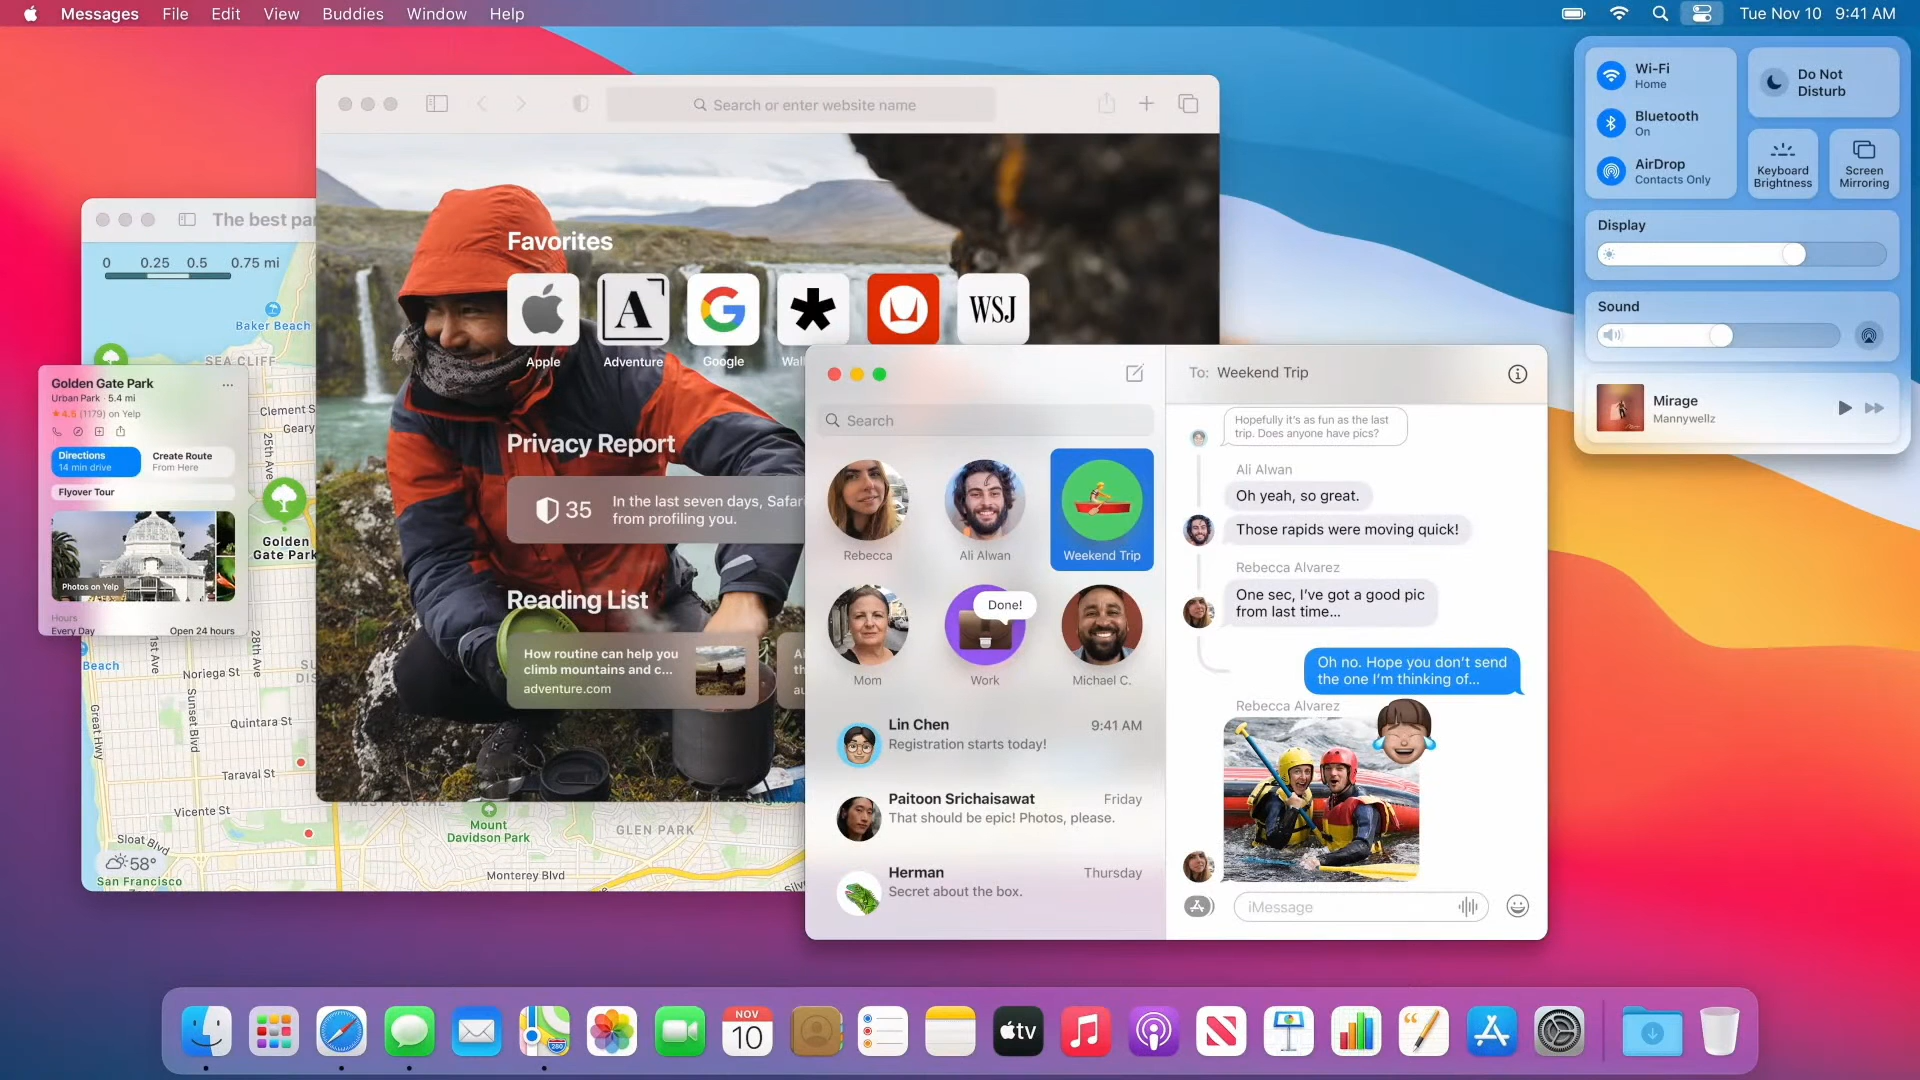 Messages File Edit View Buddies Window Help
Tue Nov 10 9:41 AM
Wi-Fi
Home
Bluetooth
On
AirDrop
Contacts Only
Do Not
Disturb
Keyboard
Brightness
Screen
Mirroring
Display
Sound
Mirage
Mannywellz
Search or enter website name
Favorites
A
WSJ
Apple
Adventure
Google
Privacy Report
35
In the last seven days, Safari
from profiling you.
Reading List
How routine can help you
climb mountains and c...
adventure.com
The best
0 0.25 0.5 0.75 mi
Baker Beach
SEA CLIFF
Clement S
Geary
25th Ave
Golden Gate Park
Urban Park · 5.4 mi
...
★4.5 (1179) on Yelp
Directions
14 min drive
Create Route
From Here
Flyover Tour
Photos on Yelp
Hours
Every Day
Open 24 hours
Golden
Gate Park
Beach
28th Ave
Noriega St
Sunset Blvd
Great Hwy
Quintara St
Taraval St
Vicente St
WEST PORTAL
Sloat Blvd
58°
San Francisco
Mount
Davidson Park
GLEN PARK
Monterey Blvd
Search
Rebecca
Ali Alwan
Weekend Trip
Done!
Mom
Work
Michael C.
Lin Chen
9:41 AM
Registration starts today!
Paitoon Srichaisawat
Friday
That should be epic! Photos, please.
Herman
Thursday
Secret about the box.
To: Weekend Trip
Hopefully it's as fun as the last
trip. Does anyone have pics?
Ali Alwan
Oh yeah, so great.
Those rapids were moving quick!
Rebecca Alvarez
One sec, I've got a good pic
from last time...
Oh no. Hope you don't send
the one I'm thinking of...
Rebecca Alvarez
iMessage
280
NOV
10
tv